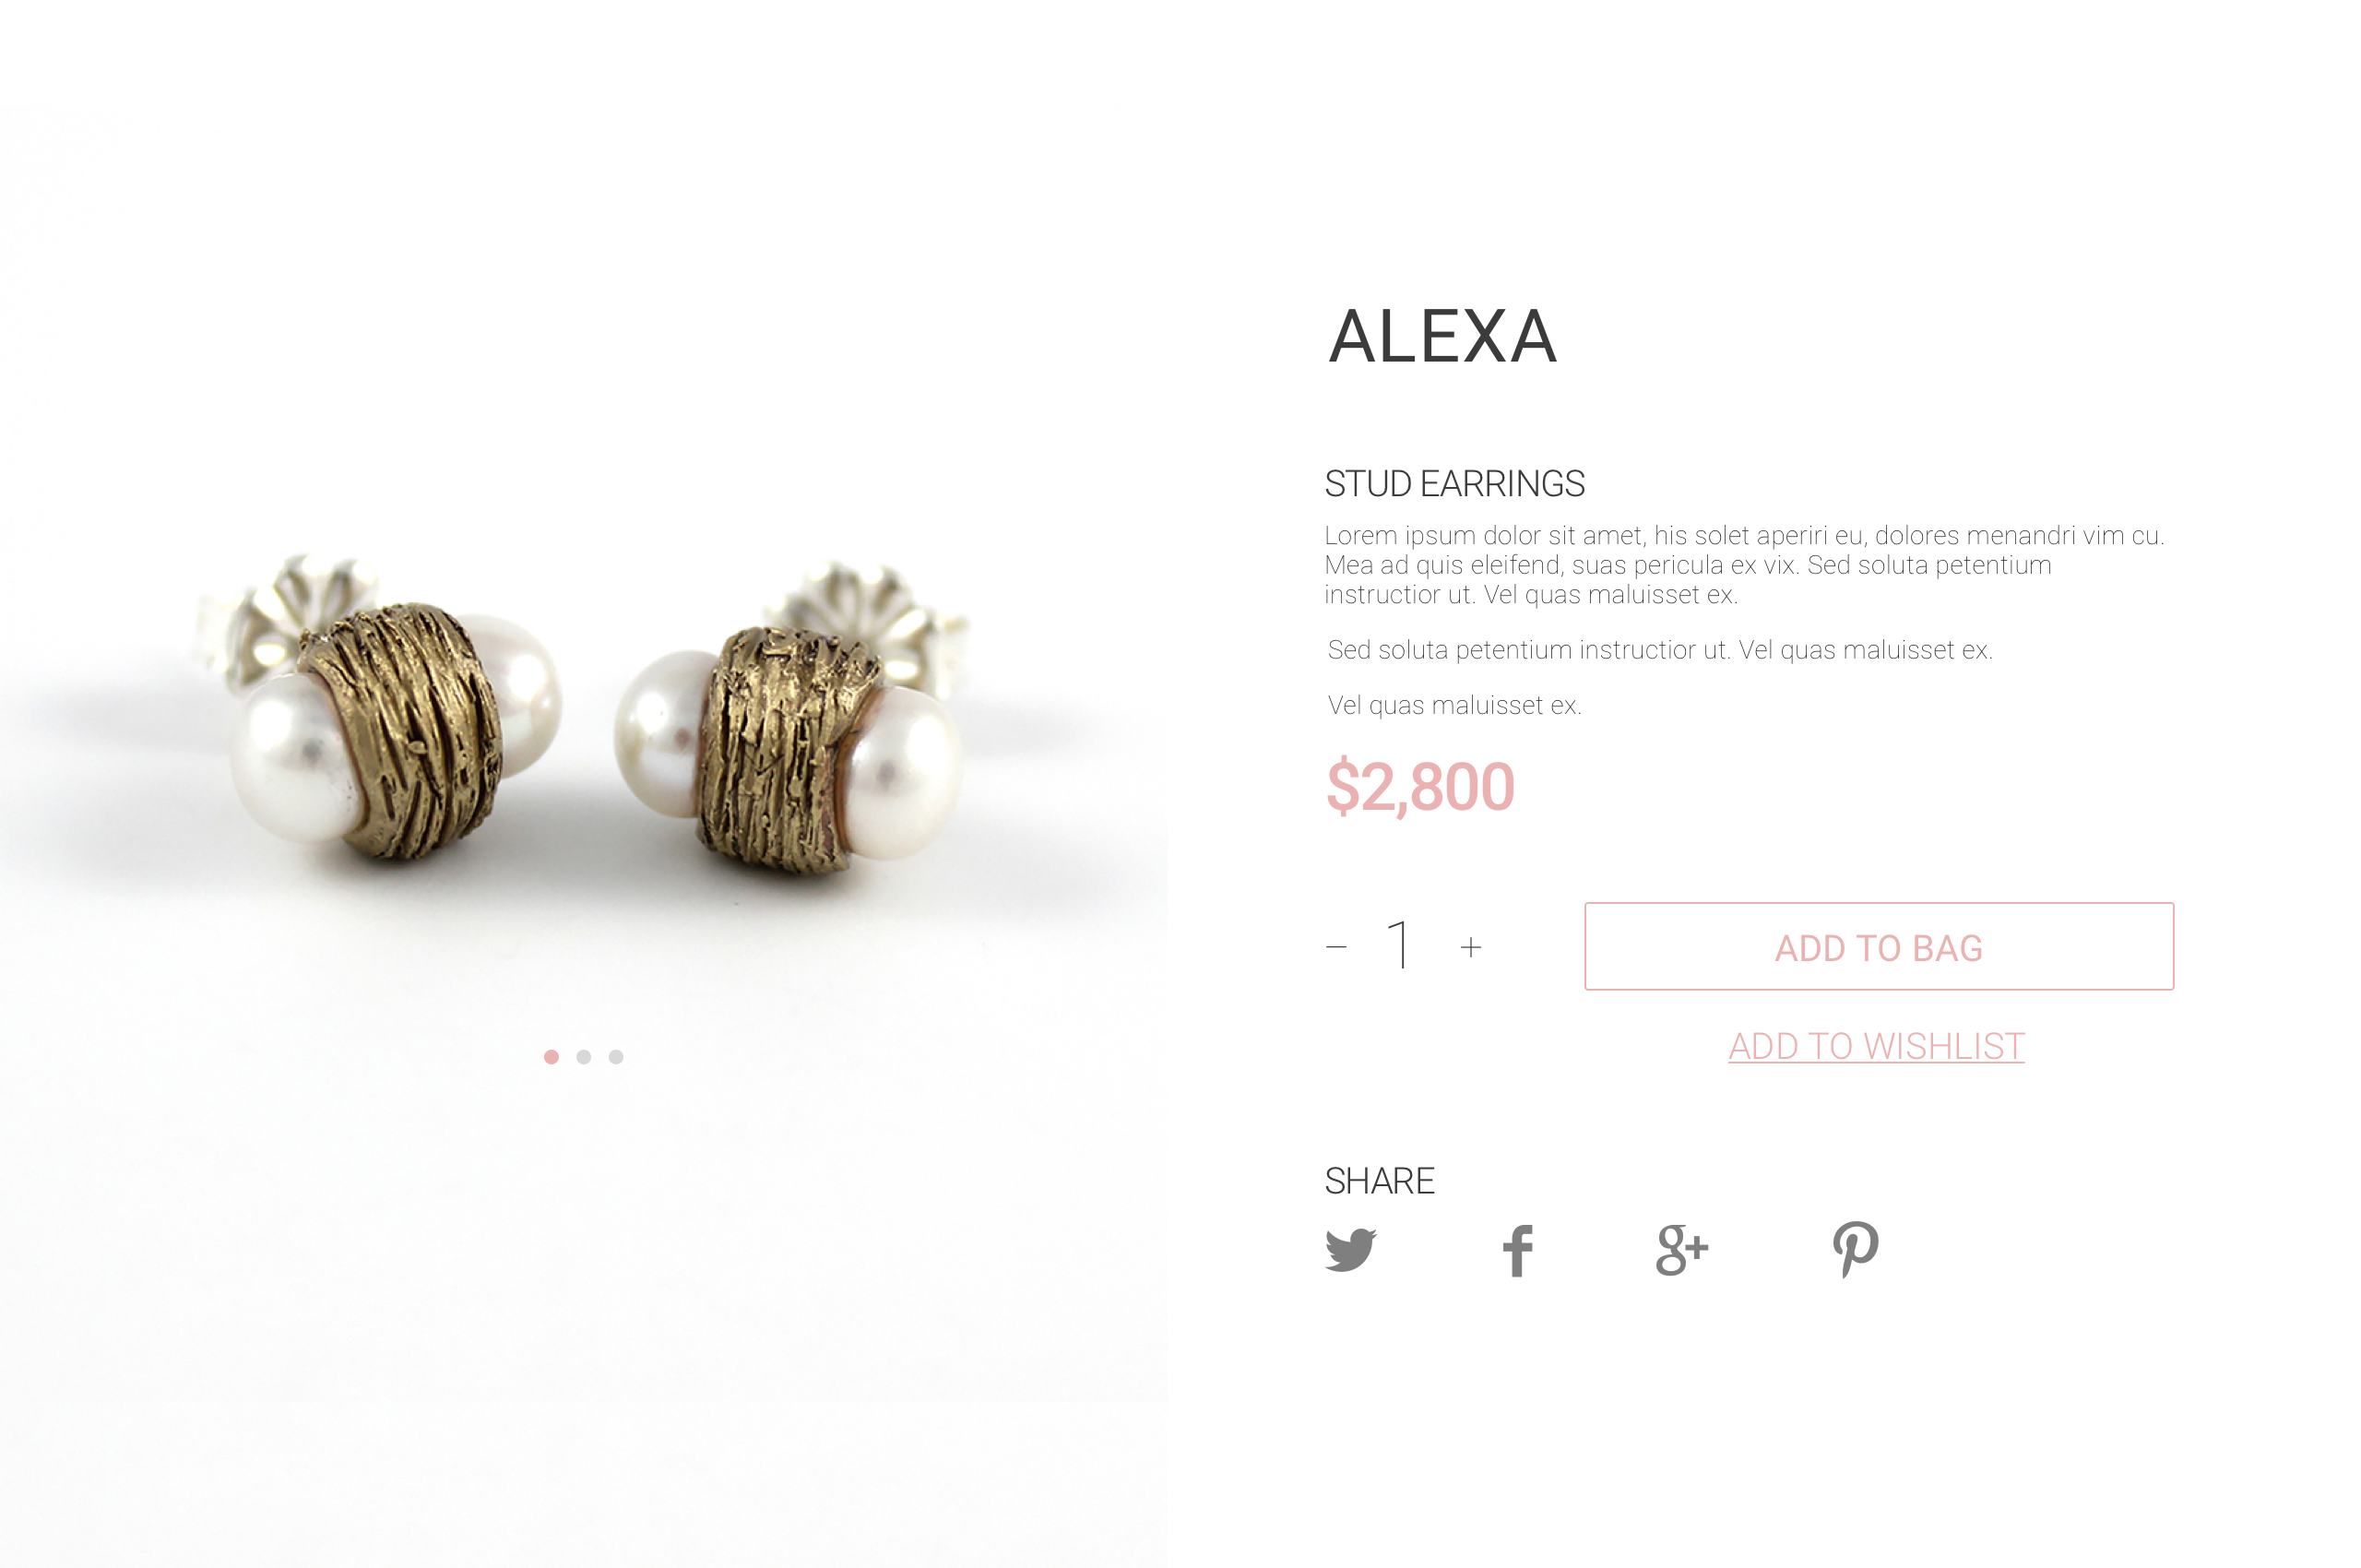 ALEXA
STUD EARRINGS
Lorem ipsum dolor sit amet, his solet aperiri eu, dolores menandri vim cu.
Mea ad quis eleifend, suas pericula ex vix. Sed soluta petentium
instructior ut. Vel quas maluisset ex.
Sed soluta petentium instructior ut. Vel quas maluisset ex.
Vel quas maluisset ex.
$2,800
− 1 +
ADD TO BAG
ADD TO WISHLIST
SHARE